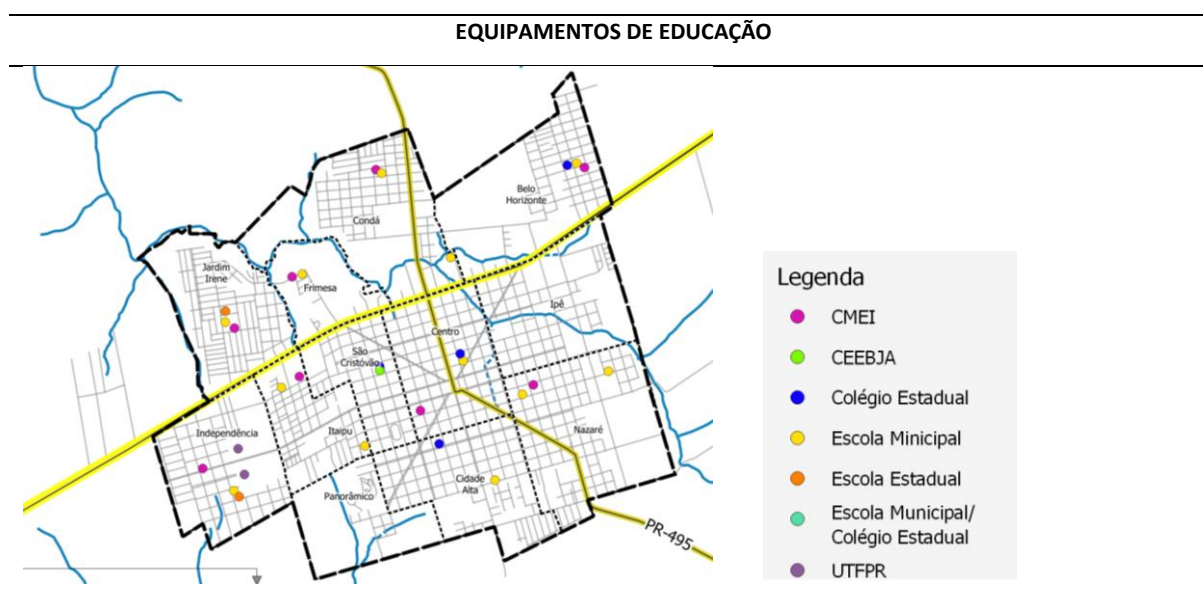 EQUIPAMENTOS DE EDUCAÇÃO
Belo
Horizonte
Condá
Jardim
Irene
Frimesa
Ipê
Centro
São
Cristóvão
Independência
Itaipu
Nazaré
Panorâmico
Cidade
Alta
PR-495
Legenda
CMEI
CEEBJA
Colégio Estadual
Escola Minicipal
Escola Estadual
Escola Municipal/
Colégio Estadual
UTFPR